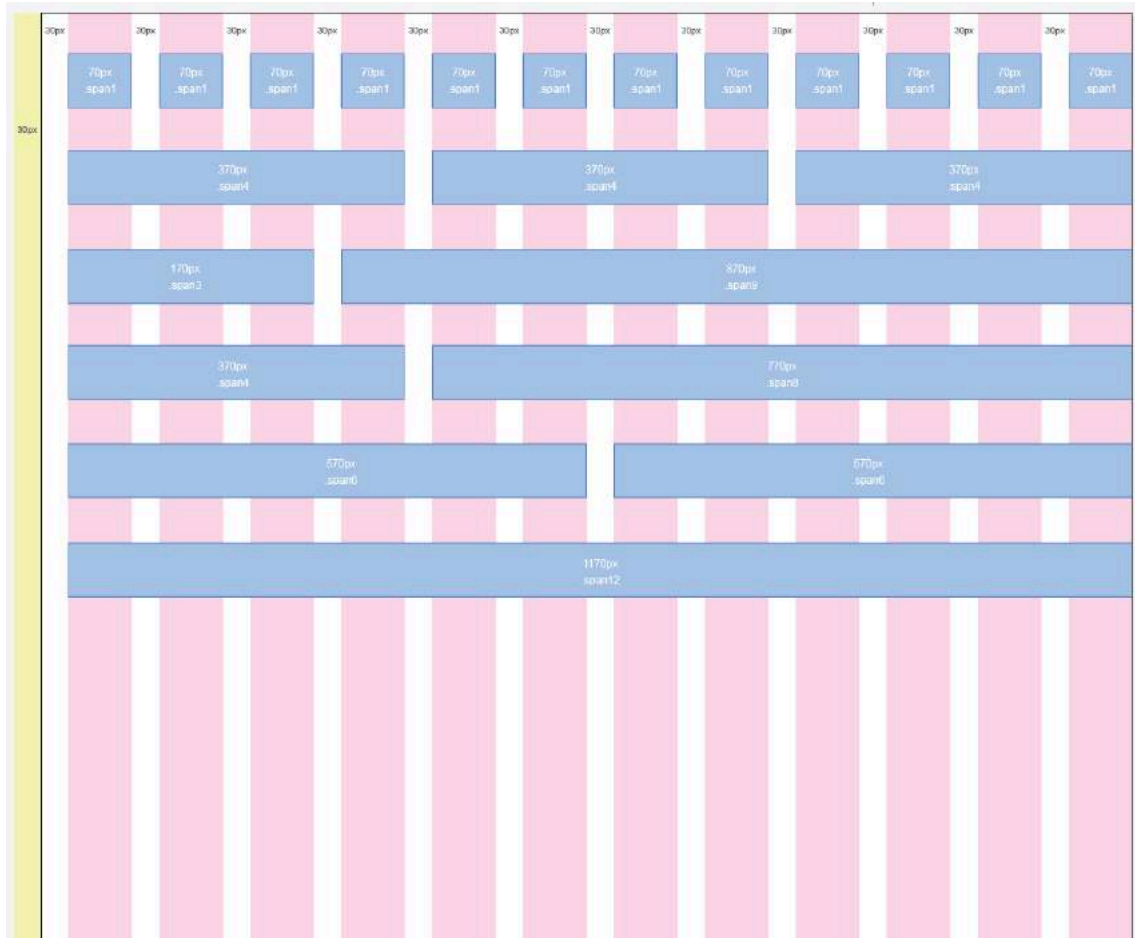 30px 30px 30px 30px 30px 30px 30px 30px 30px 30px 30px 30px
70px 70px 70px 70px 70px 70px 70px 70px 70px 70px 70px 70px
.span1 .span1 .span1 .span1 .span1 .span1 .span1 .span1 .span1 .span1 .span1 .span1
30px
370px 370px 370px
.span4 .span4 .span4
170px 870px
.span3 .span9
370px 770px
.span4 .span8
570px 570px
.span6 .span6
1170px
span12